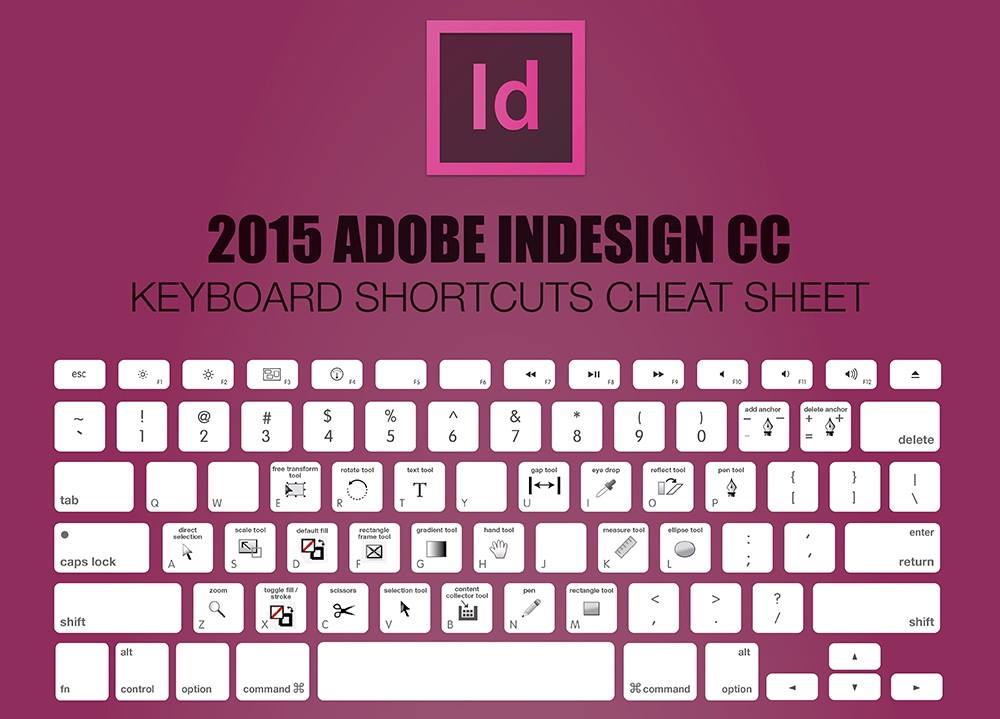 Id
2015 ADOBE INDESIGN CC
KEYBOARD SHORTCUTS CHEAT SHEET
esc F1 F2 F3 F4 F5 F6 F7 F8 F9 F10 F11 F12
~ ! @ # $ % ^ & * ( ) add anchor delete anchor
` 1 2 3 4 5 6 7 8 9 0 – – - + + = delete
free transform tool rotate tool text tool gap tool eye drop reflect tool pen tool { } |
tab Q W E R T Y U I O P [ ] \
direct selection scale tool default fill rectangle frame tool gradient tool hand tool measure tool ellipse tool : " enter
caps lock A S D F G H J K L ; ' return
zoom toggle fill / stroke scissors selection tool content collector tool pen rectangle tool < > ?
shift Z X C V B N M , . / shift
alt alt
fn control option command ⌘ ⌘ command option